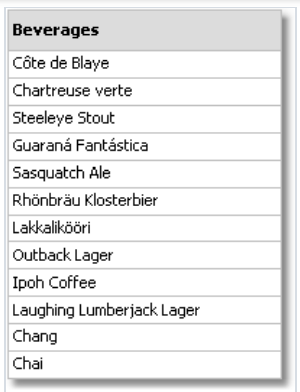 Beverages
Côte de Blaye
Chartreuse verte
Steeleye Stout
Guaraná Fantástica
Sasquatch Ale
Rhönbräu Klosterbier
Lakkalikööri
Outback Lager
Ipoh Coffee
Laughing Lumberjack Lager
Chang
Chai